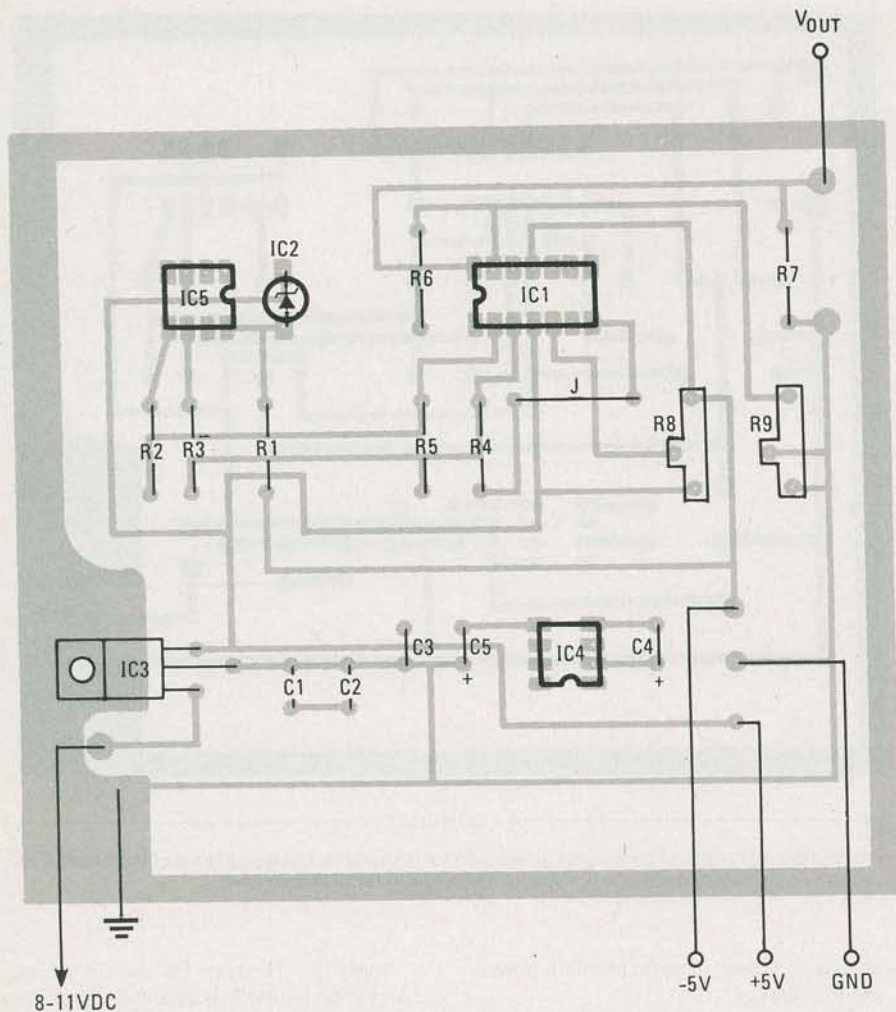 VOUT
IC2
IC5
R6
IC1
R7
J
R8
R9
R2
R3
R1
R5
R4
IC3
C3
C5
IC4
C4
C1
C2
+
+
-5V
+5V
GND
8-11VDC